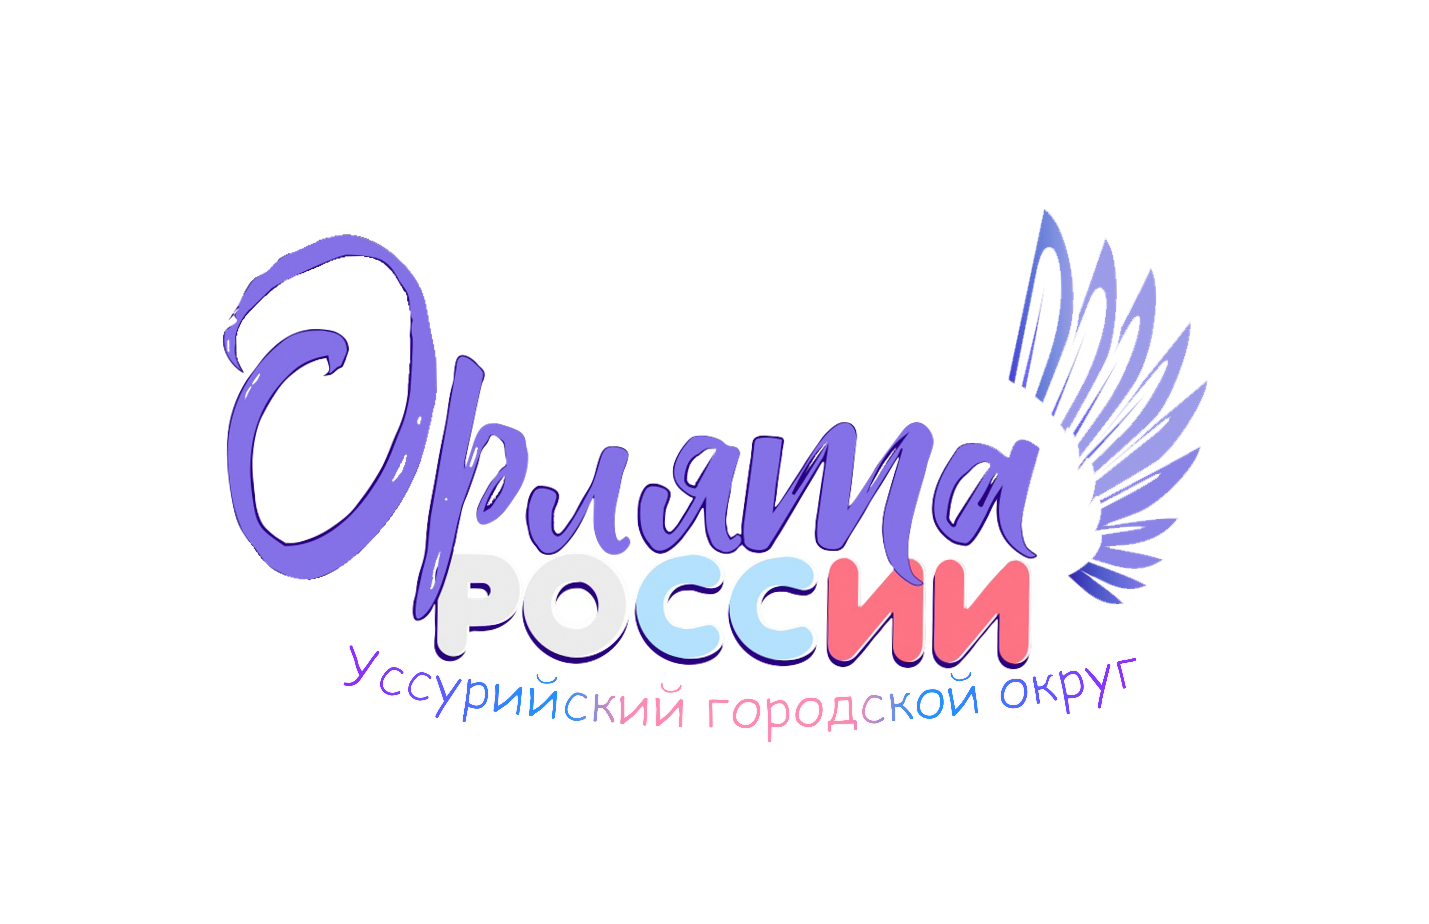 Орлята
РОССИИ
Уссурийский городской округ